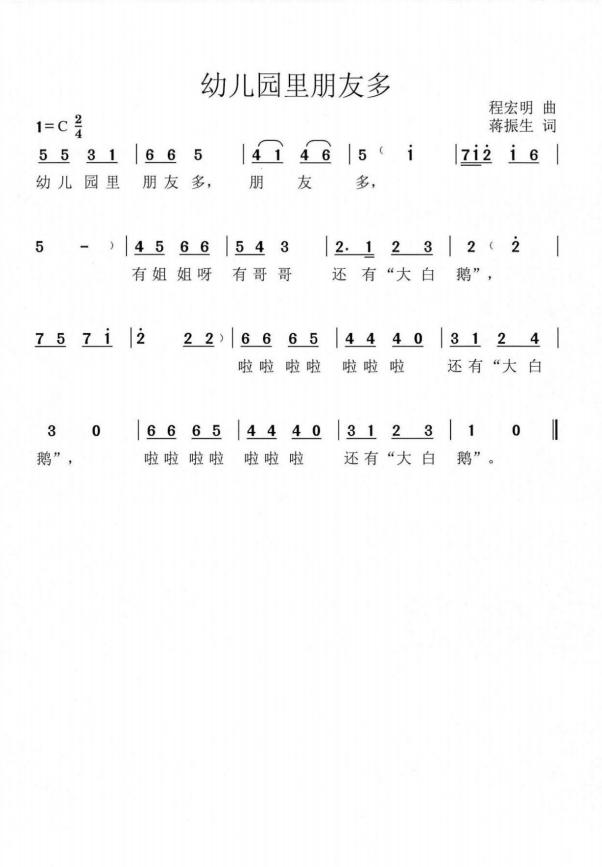 幼儿园里朋友多
程宏明 曲
1=C 2/4
蒋振生 词
5 5 3 1 | 6 6 5 | 4 1 4 6 | 5 ( i̇ | 7 i̇ 2̇ i̇ 6 |
幼 儿 园 里 朋 友 多, 朋 友 多,
5 - ) | 4 5 6 6 | 5 4 3 | 2· 1 2 3 | 2 ( 2̇ |
有 姐 姐 呀 有 哥 哥 还 有 “大 白 鹅”,
7 5 7 i̇ | 2̇ 2 2 ) | 6 6 6 5 | 4 4 4 0 | 3 1 2 4 |
啦 啦 啦 啦 啦 啦 啦 还 有 “大 白
3 0 | 6 6 6 5 | 4 4 4 0 | 3 1 2 3 | 1 0 ‖
鹅”, 啦 啦 啦 啦 啦 啦 啦 还 有 “大 白 鹅”。